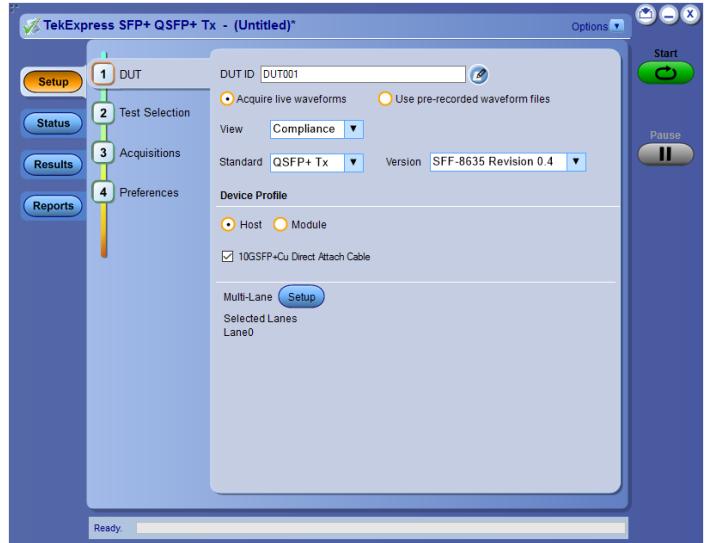 TekExpress SFP+ QSFP+ Tx - (Untitled)*
Options
Start
Pause
Setup
Status
Results
Reports
1 DUT
2 Test Selection
3 Acquisitions
4 Preferences
DUT ID DUT001
Acquire live waveforms Use pre-recorded waveform files
View Compliance
Standard QSFP+ Tx Version SFF-8635 Revision 0.4
Device Profile
Host Module
10GSFP+Cu Direct Attach Cable
Multi-Lane Setup
Selected Lanes
Lane0
Ready.